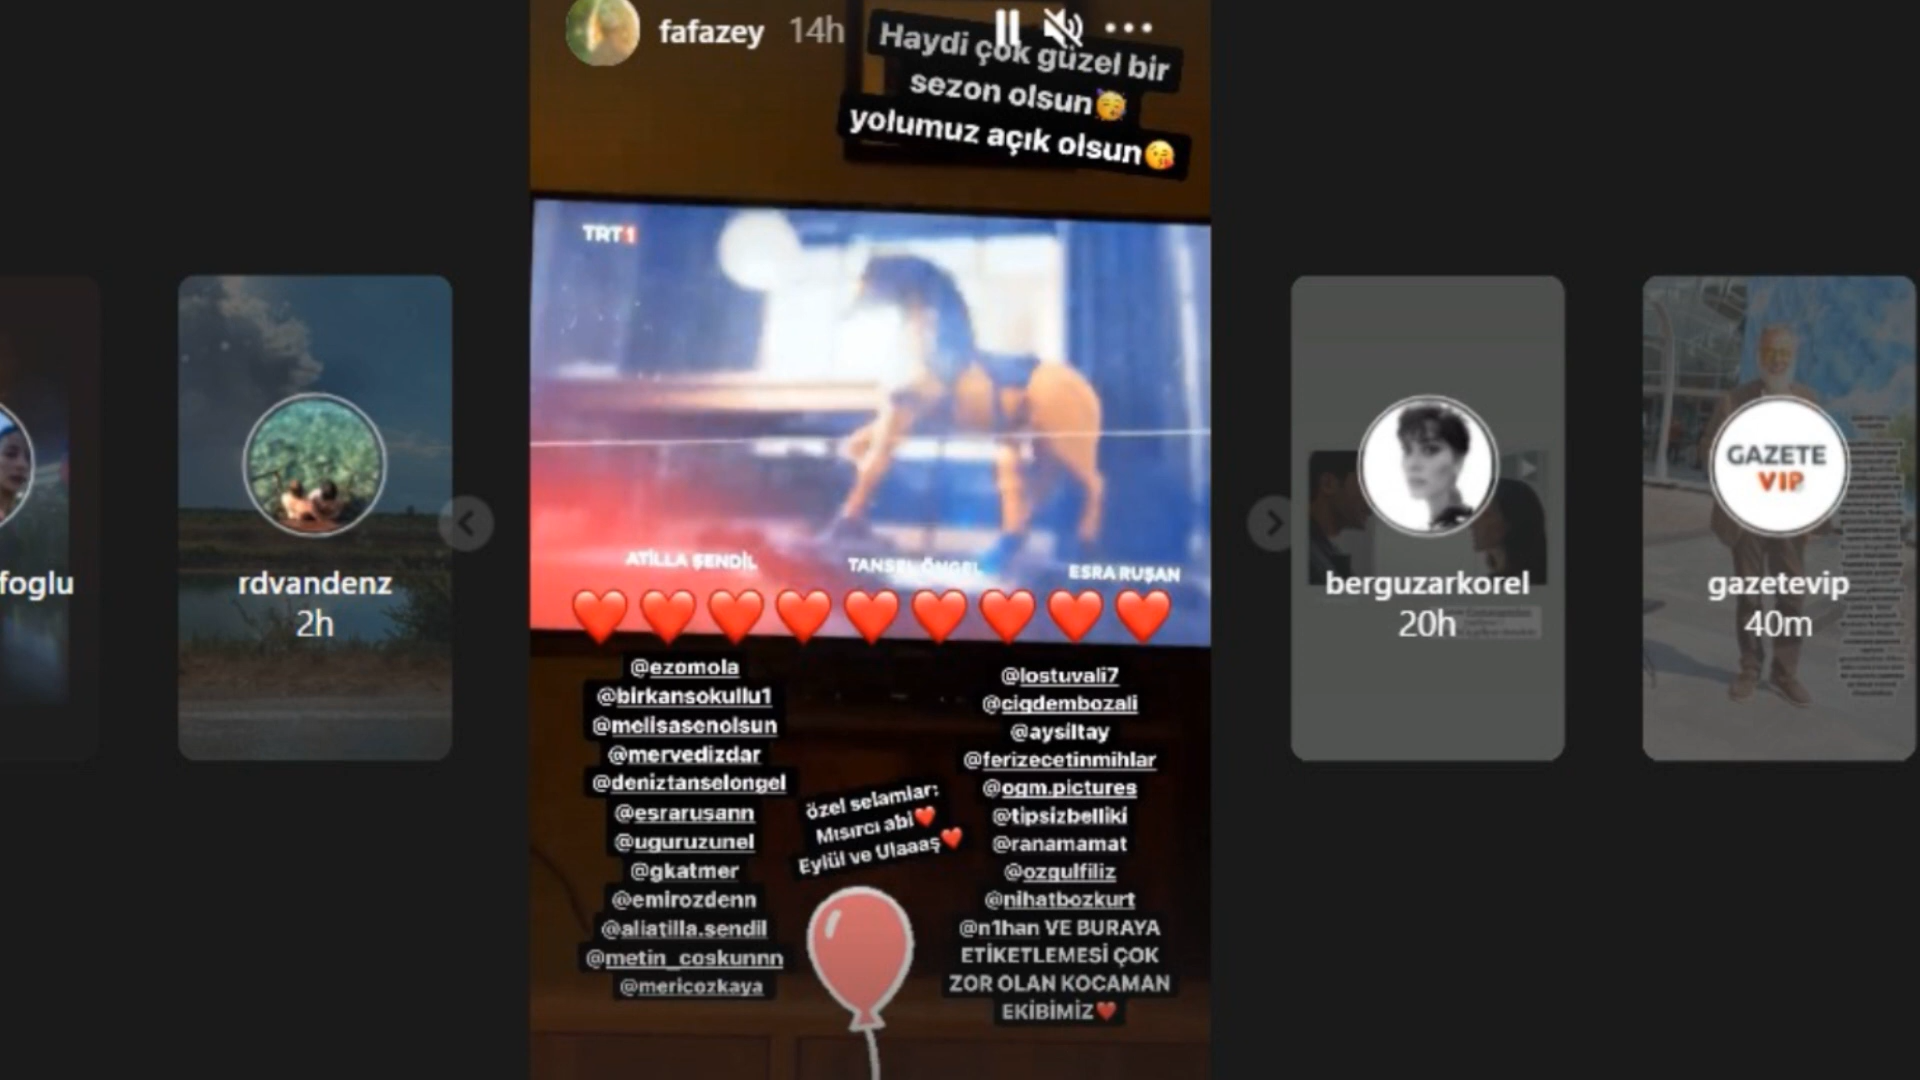 fafazey 14h
Haydi çok güzel bir
sezon olsun🥳
yolumuz açık olsun😘
TRT1
ATİLLA ŞENDİL
TANSEL ÖNGEL
ESRA RUŞAN
@ezomola
@birkansokullu1
@melisasenolsun
@mervedizdar
@deniztanselongel
@esrarusann
@uguruzunel
@gkatmer
@emirozdenn
@aliatilla.sendil
@metin_coskunnn
@mericozkaya
özel selamlar:
Mısırcı abi❤️
Eylül ve Ulaaaş❤️
@lostuvali7
@cigdembozali
@aysiltay
@ferizecetinmihlar
@ogm.pictures
@tipsizbelliki
@ranamamat
@ozgulfiliz
@nihatbozkurt
@n1han VE BURAYA
ETİKETLEMESİ ÇOK
ZOR OLAN KOCAMAN
EKİBİMİZ❤️
foglu
rdvandenz
2h
berguzarkorel
20h
GAZETE
VIP
gazetevip
40m